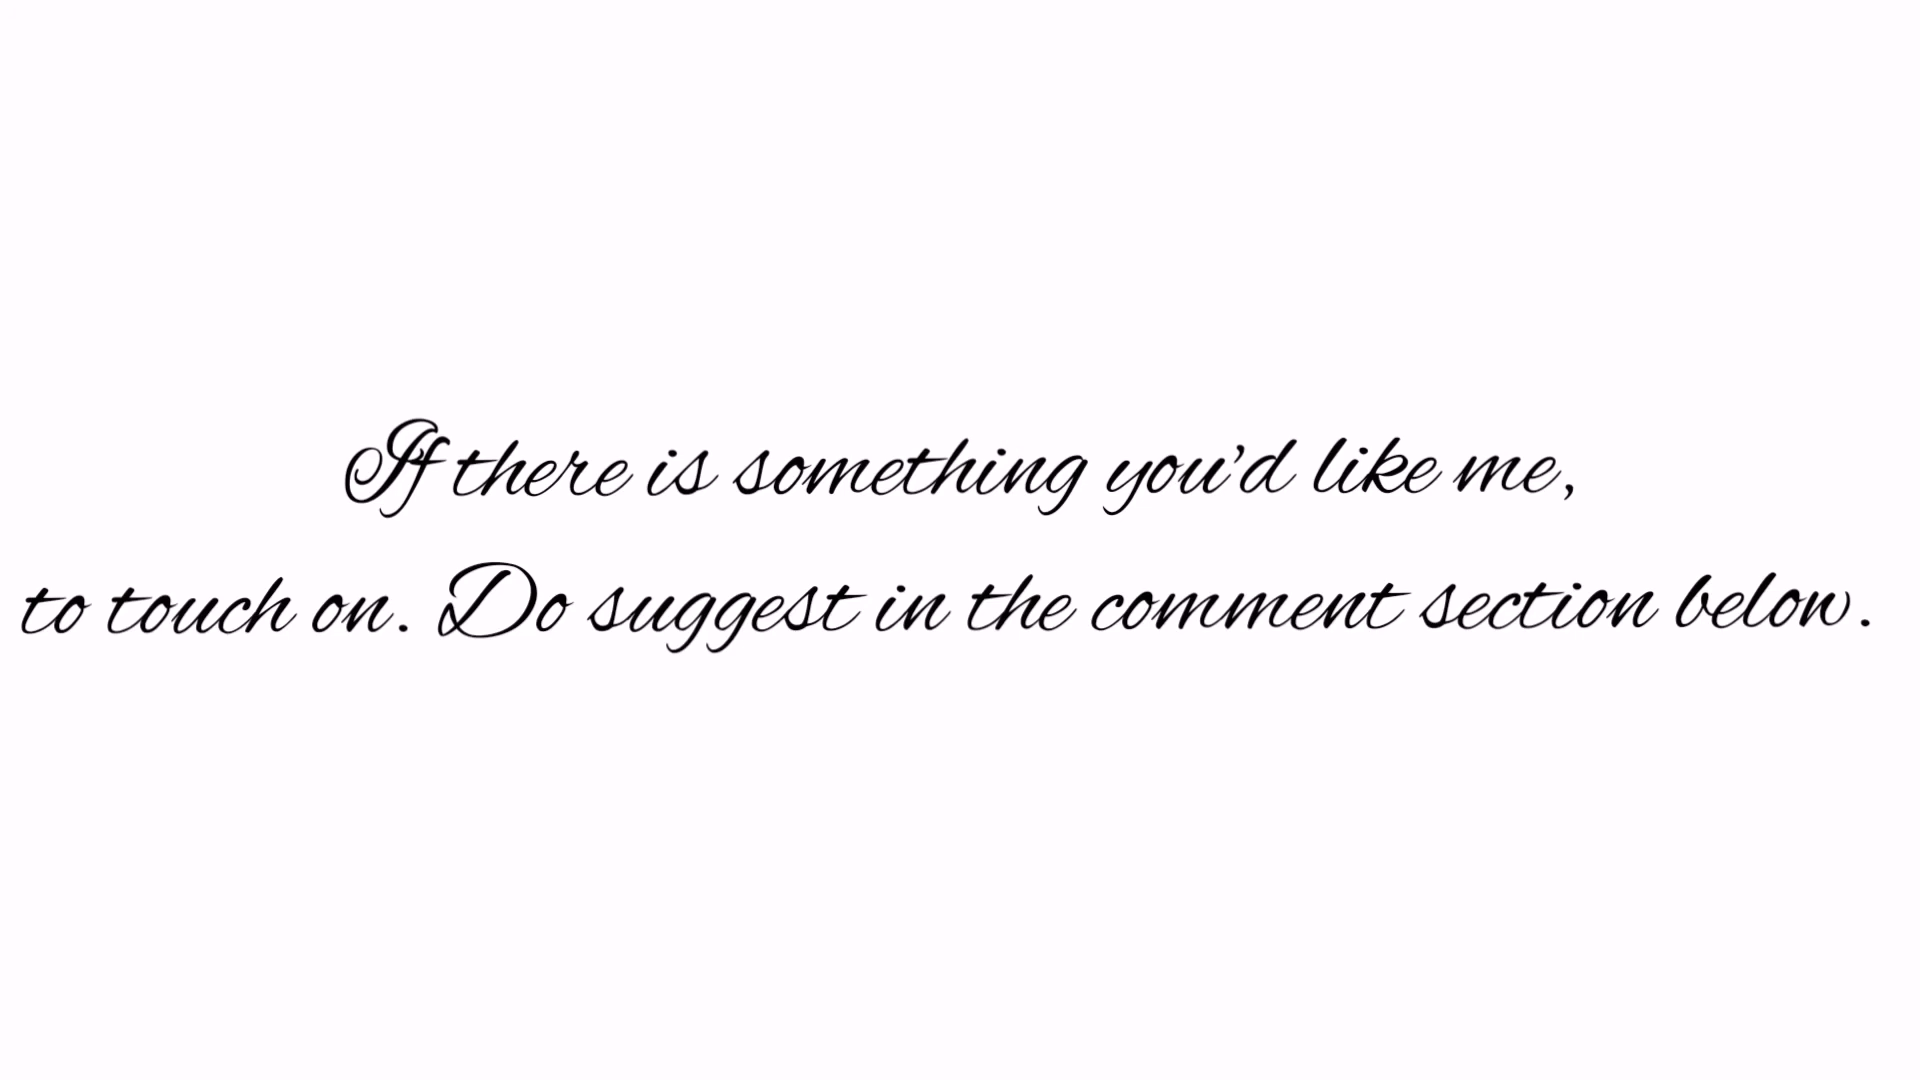 If there is something you'd like me,
to touch on. Do suggest in the comment section below.